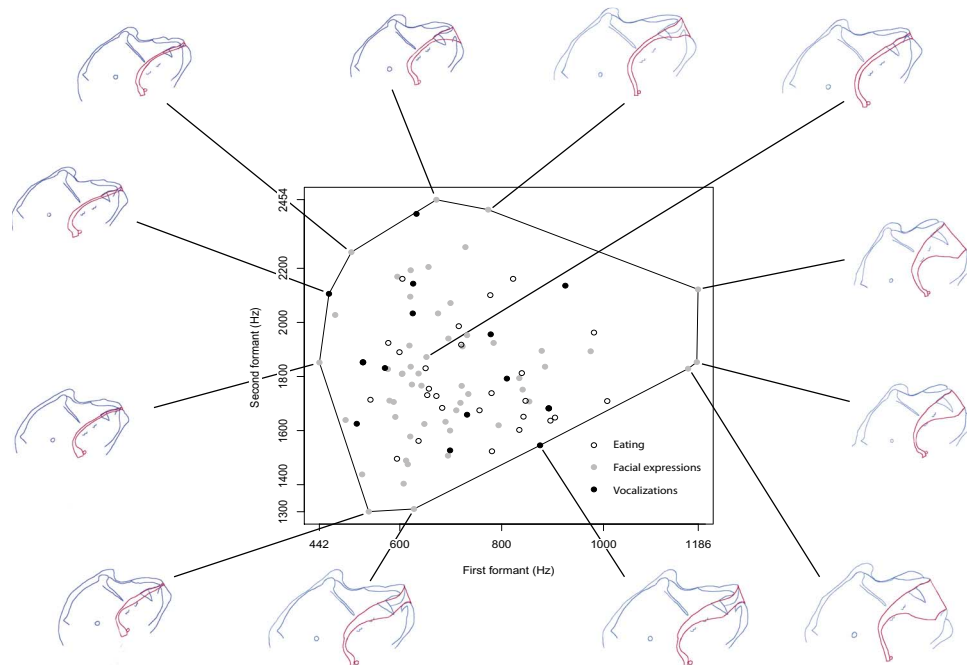 2454
2200
2000
1800
1600
1400
1300
Second formant (Hz)
Eating
Facial expressions
Vocalizations
442
600
800
1000
1186
First formant (Hz)